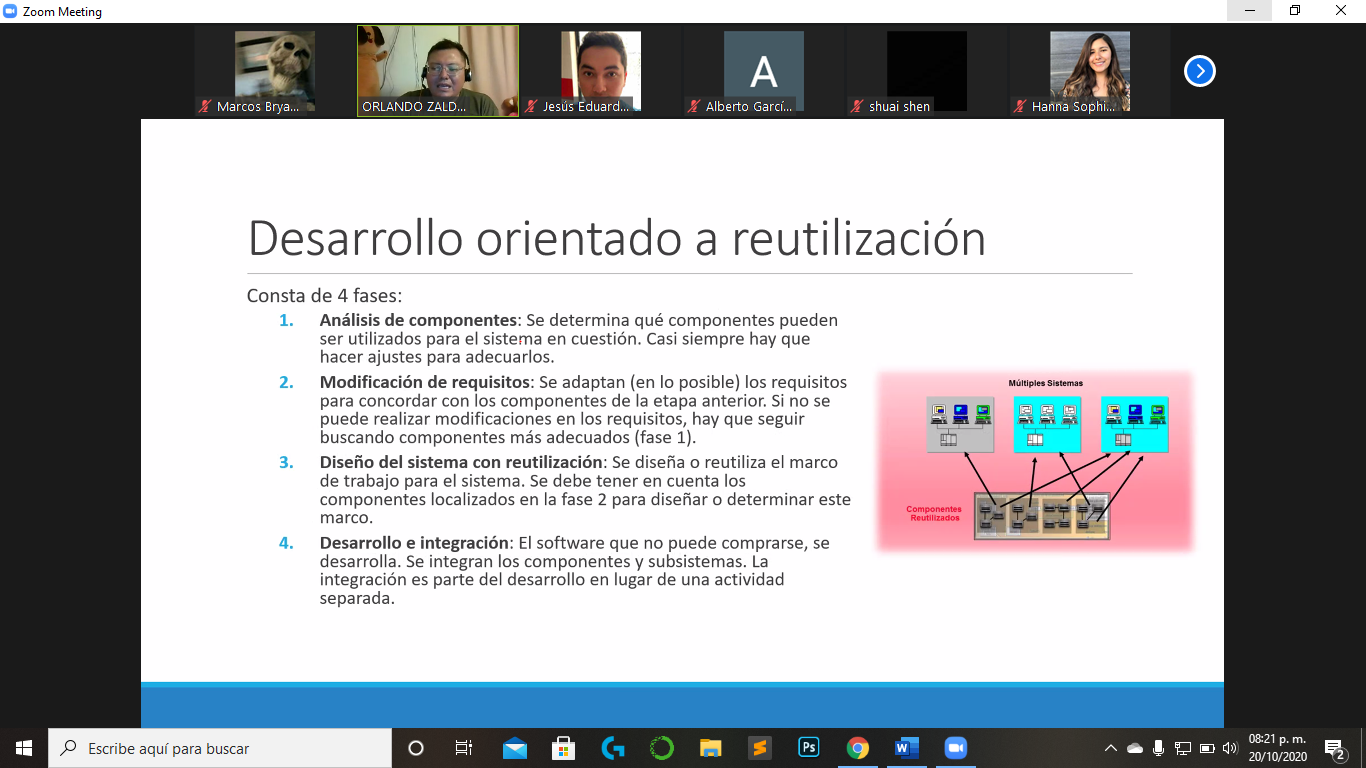 Zoom Meeting
Marcos Brya...
ORLANDO ZALD...
Jesús Eduard...
A
Alberto Garcí...
shuai shen
Hanna Sophi...
Desarrollo orientado a reutilización
Consta de 4 fases:
1. Análisis de componentes: Se determina qué componentes pueden
ser utilizados para el sistema en cuestión. Casi siempre hay que
hacer ajustes para adecuarlos.
2. Modificación de requisitos: Se adaptan (en lo posible) los requisitos
para concordar con los componentes de la etapa anterior. Si no se
puede realizar modificaciones en los requisitos, hay que seguir
buscando componentes más adecuados (fase 1).
3. Diseño del sistema con reutilización: Se diseña o reutiliza el marco
de trabajo para el sistema. Se debe tener en cuenta los
componentes localizados en la fase 2 para diseñar o determinar este
marco.
4. Desarrollo e integración: El software que no puede comprarse, se
desarrolla. Se integran los componentes y subsistemas. La
integración es parte del desarrollo en lugar de una actividad
separada.
Múltiples Sistemas
Componentes
Reutilizados
Escribe aquí para buscar
Ps
08:21 p. m.
20/10/2020
2